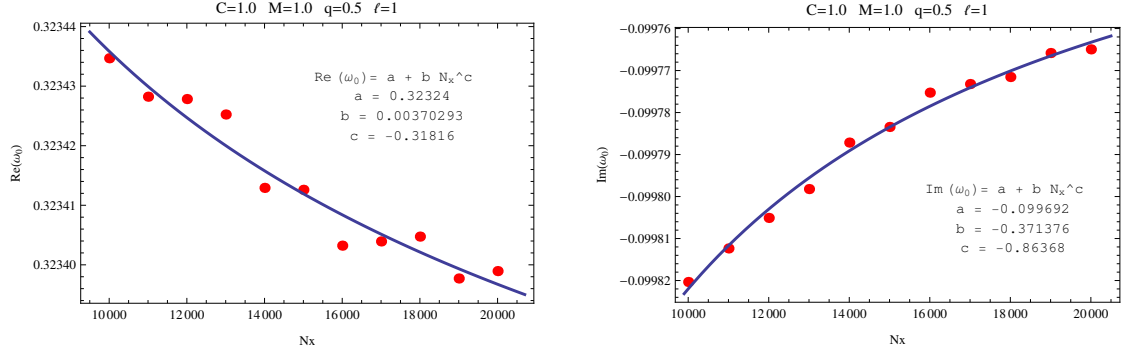 C=1.0 M=1.0 q=0.5 ℓ=1
0.32344
0.32343
0.32342
0.32341
0.32340
Re(ω₀)
Re (ω₀)= a + b Nₓ^c
a = 0.32324
b = 0.00370293
c = -0.31816
10000 12000 14000 16000 18000 20000
Nx
C=1.0 M=1.0 q=0.5 ℓ=1
-0.09976
-0.09977
-0.09978
-0.09979
-0.09980
-0.09981
-0.09982
Im(ω₀)
Im (ω₀)= a + b Nₓ^c
a = -0.099692
b = -0.371376
c = -0.86368
10000 12000 14000 16000 18000 20000
Nx